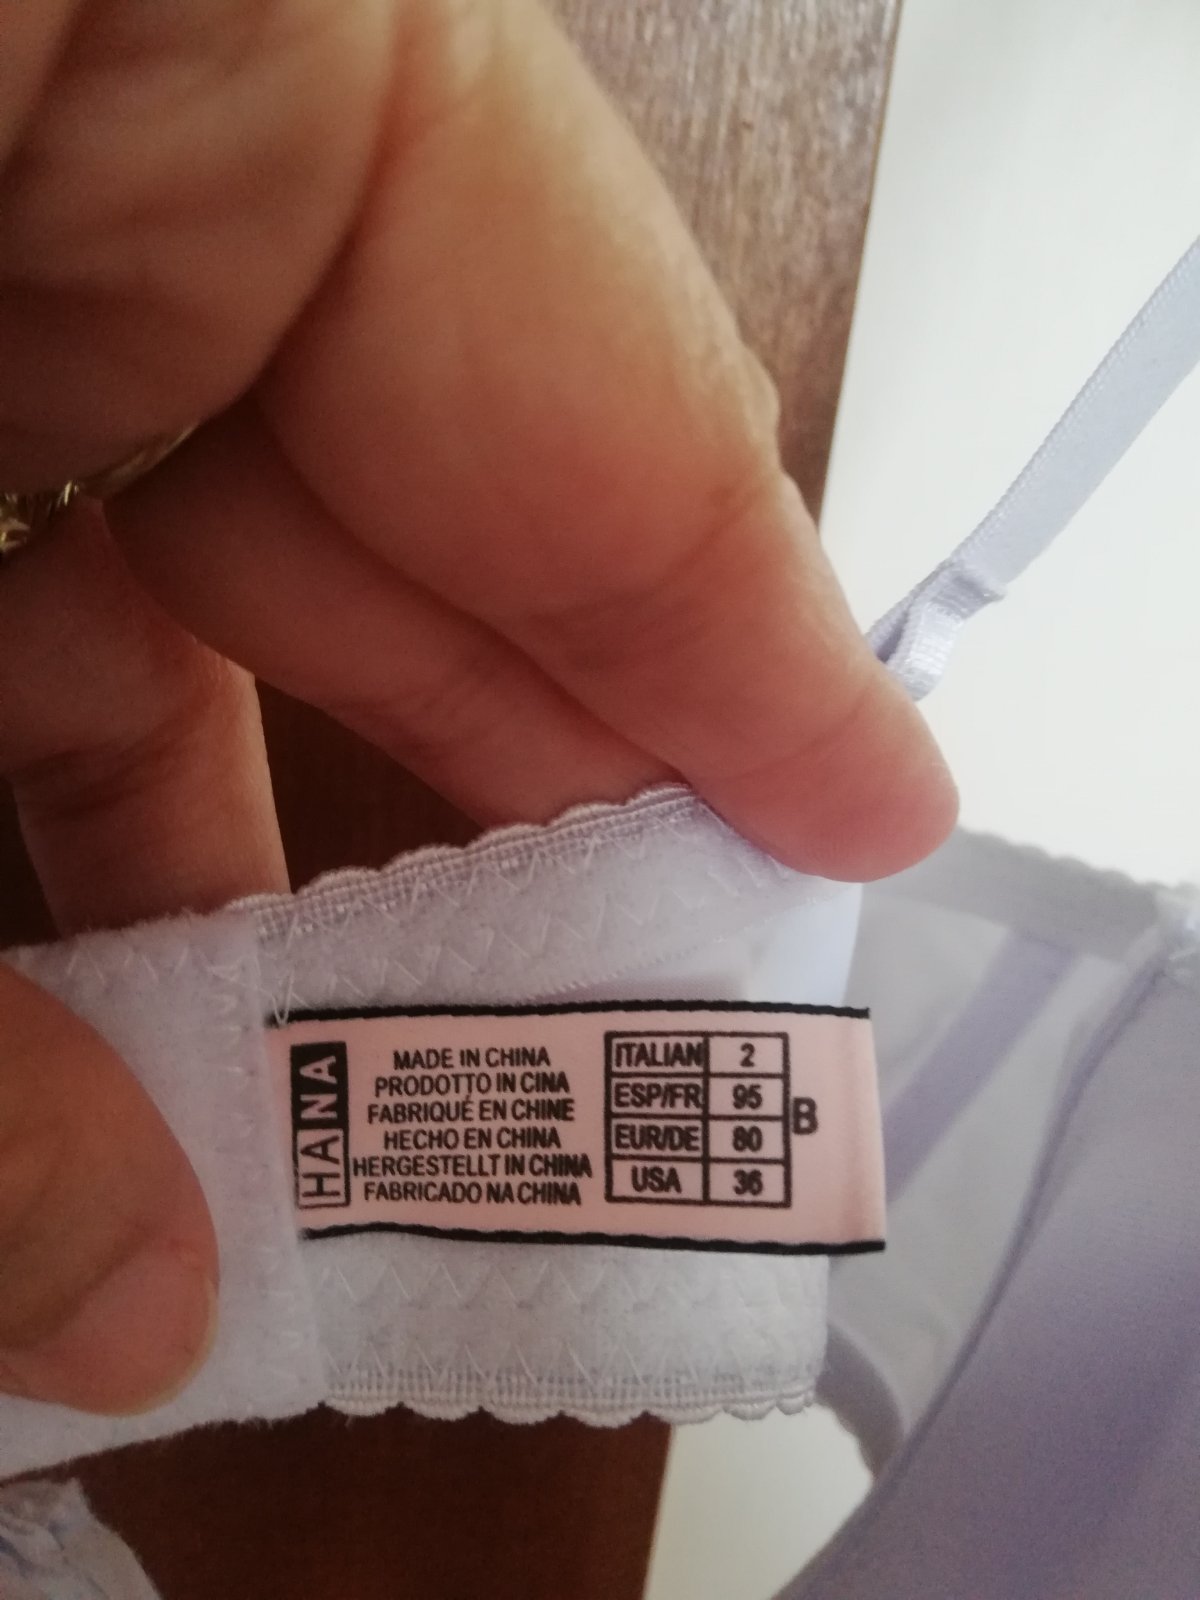 HANA
MADE IN CHINA
PRODOTTO IN CINA
FABRIQUÉ EN CHINE
HECHO EN CHINA
HERGESTELLT IN CHINA
FABRICADO NA CHINA
ITALIAN 2
ESP/FR 95
EUR/DE 80
USA 36
B